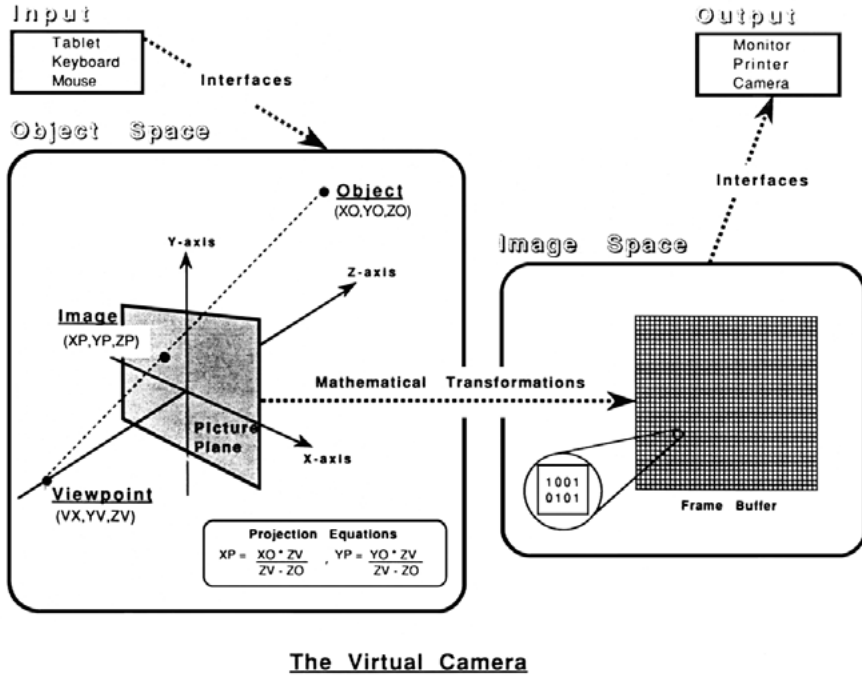 Input
Tablet
Keyboard
Mouse
Interfaces
Output
Monitor
Printer
Camera
Interfaces
Object Space
Object
(XO,YO,ZO)
Y-axis
Z-axis
Image
(XP,YP,ZP)
Picture
Plane
X-axis
Viewpoint
(VX,YV,ZV)
Projection Equations
XP = XO * ZV / ZV - ZO , YP = YO * ZV / ZV - ZO
Mathematical Transformations
Image Space
1001
0101
Frame Buffer
The Virtual Camera